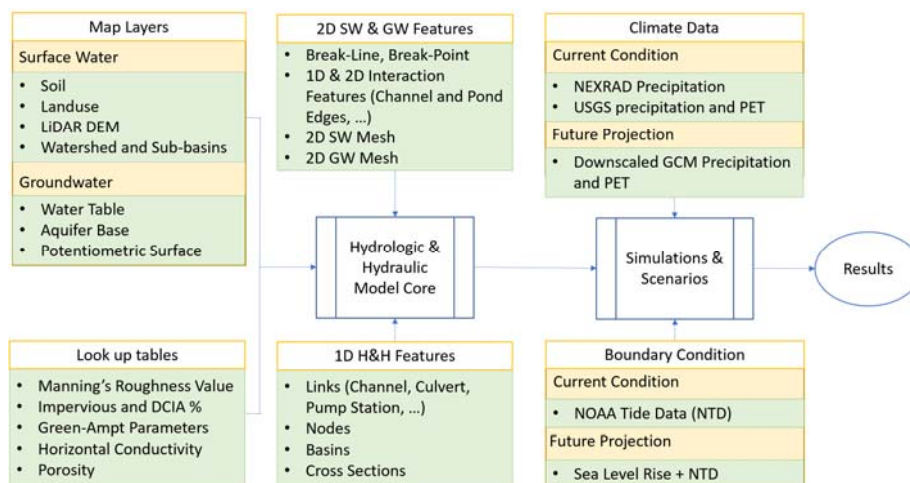 Map Layers
Surface Water
• Soil
• Landuse
• LiDAR DEM
• Watershed and Sub-basins
Groundwater
• Water Table
• Aquifer Base
• Potentiometric Surface
Look up tables
• Manning's Roughness Value
• Impervious and DCIA %
• Green-Ampt Parameters
• Horizontal Conductivity
• Porosity
2D SW & GW Features
• Break-Line, Break-Point
• 1D & 2D Interaction
Features (Channel and Pond
Edges, ...)
• 2D SW Mesh
• 2D GW Mesh
Hydrologic &
Hydraulic
Model Core
1D H&H Features
• Links (Channel, Culvert,
Pump Station, ...)
• Nodes
• Basins
• Cross Sections
Climate Data
Current Condition
• NEXRAD Precipitation
• USGS precipitation and PET
Future Projection
• Downscaled GCM Precipitation
and PET
Simulations &
Scenarios
Boundary Condition
Current Condition
• NOAA Tide Data (NTD)
Future Projection
• Sea Level Rise + NTD
Results